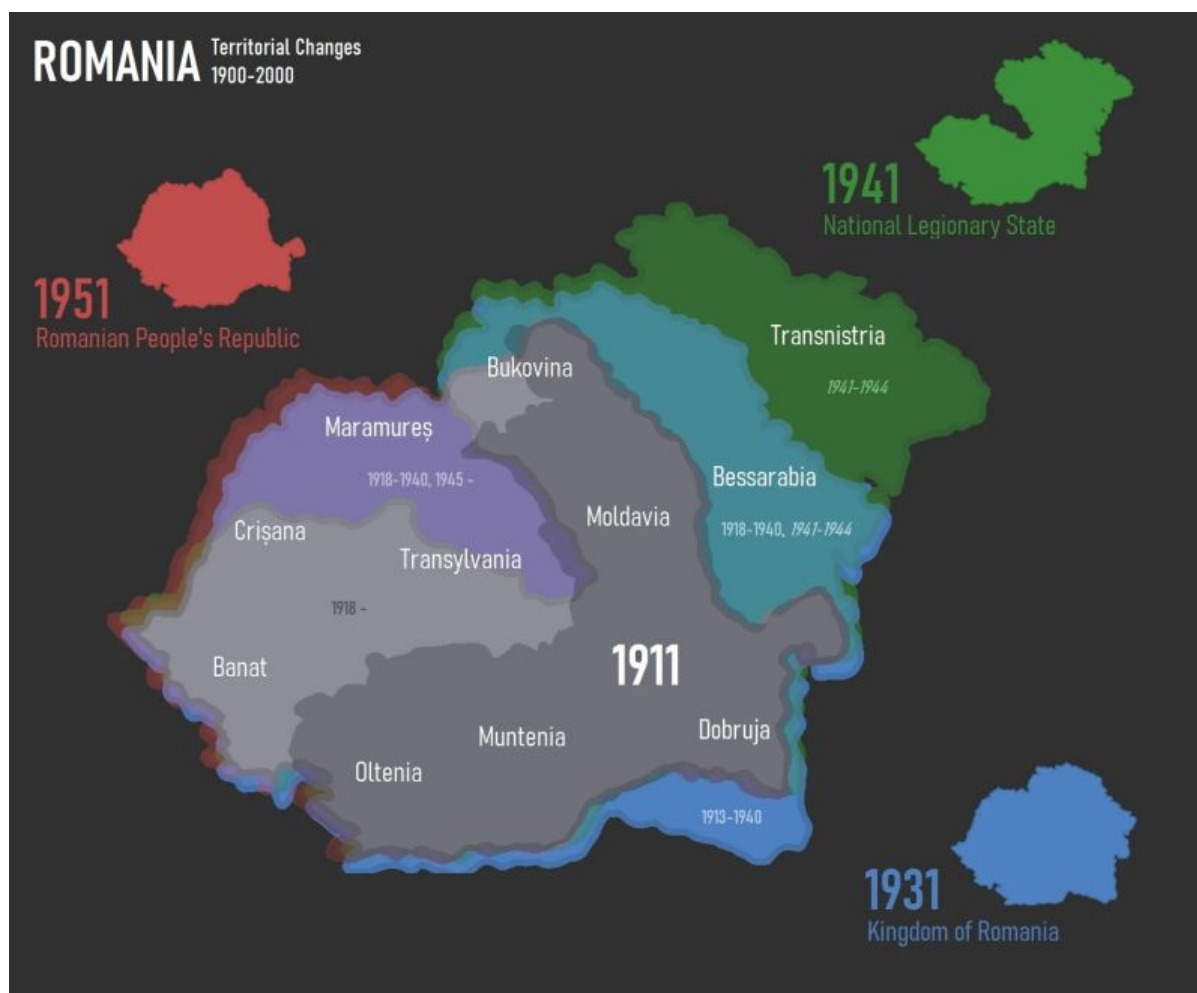 ROMANIA
Territorial Changes
1900-2000
1941
National Legionary State
1951
Romanian People's Republic
Transnistria
1941-1944
Bukovina
Maramureș
1918-1940, 1945 -
Bessarabia
1918-1940, 1941-1944
Moldavia
Crișana
Transylvania
1918 -
Banat
1911
Dobruja
Muntenia
Oltenia
1913-1940
1931
Kingdom of Romania